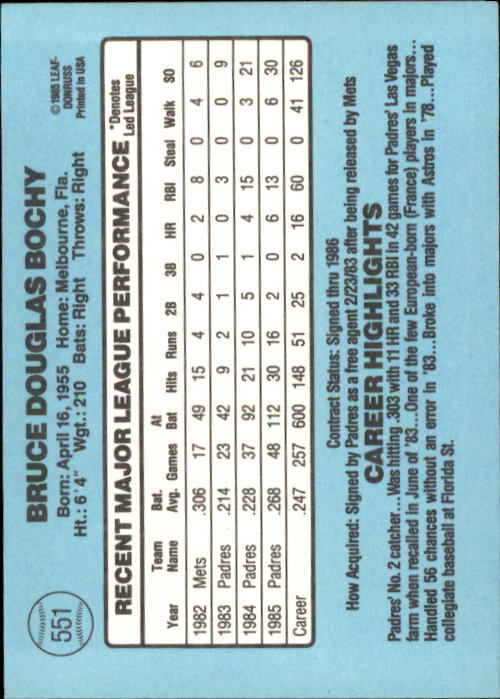 551
BRUCE DOUGLAS BOCHY
Born: April 16, 1955 Home: Melbourne, Fla.
Ht.: 6'4" Wgt.: 210 Bats: Right Throws: Right
©1985 LEAF-
DONRUSS
Printed in USA
RECENT MAJOR LEAGUE PERFORMANCE
*Denotes
Led League
Team Bat. At
Year Name Avg. Games Bat Hits Runs 2B 3B HR RBI Steal Walk SO
1982 Mets .306 17 49 15 4 4 0 2 8 0 4 6
1983 Padres .214 23 42 9 2 1 1 0 3 0 0 9
1984 Padres .228 37 92 21 10 5 1 4 15 0 3 21
1985 Padres .268 48 112 30 16 2 0 6 13 0 6 30
Career .247 257 600 148 51 25 2 16 60 0 41 126
Contract Status: Signed thru 1986
How Acquired: Signed by Padres as a free agent 2/23/83 after being released by Mets
CAREER HIGHLIGHTS
Padres' No. 2 catcher...Was hitting .303 with 11 HR and 33 RBI in 42 games for Padres' Las Vegas
farm when recalled in June of '83...One of the few European-born (France) players in majors...
Handled 56 chances without an error in '83...Broke into majors with Astros in '78...Played
collegiate baseball at Florida St.